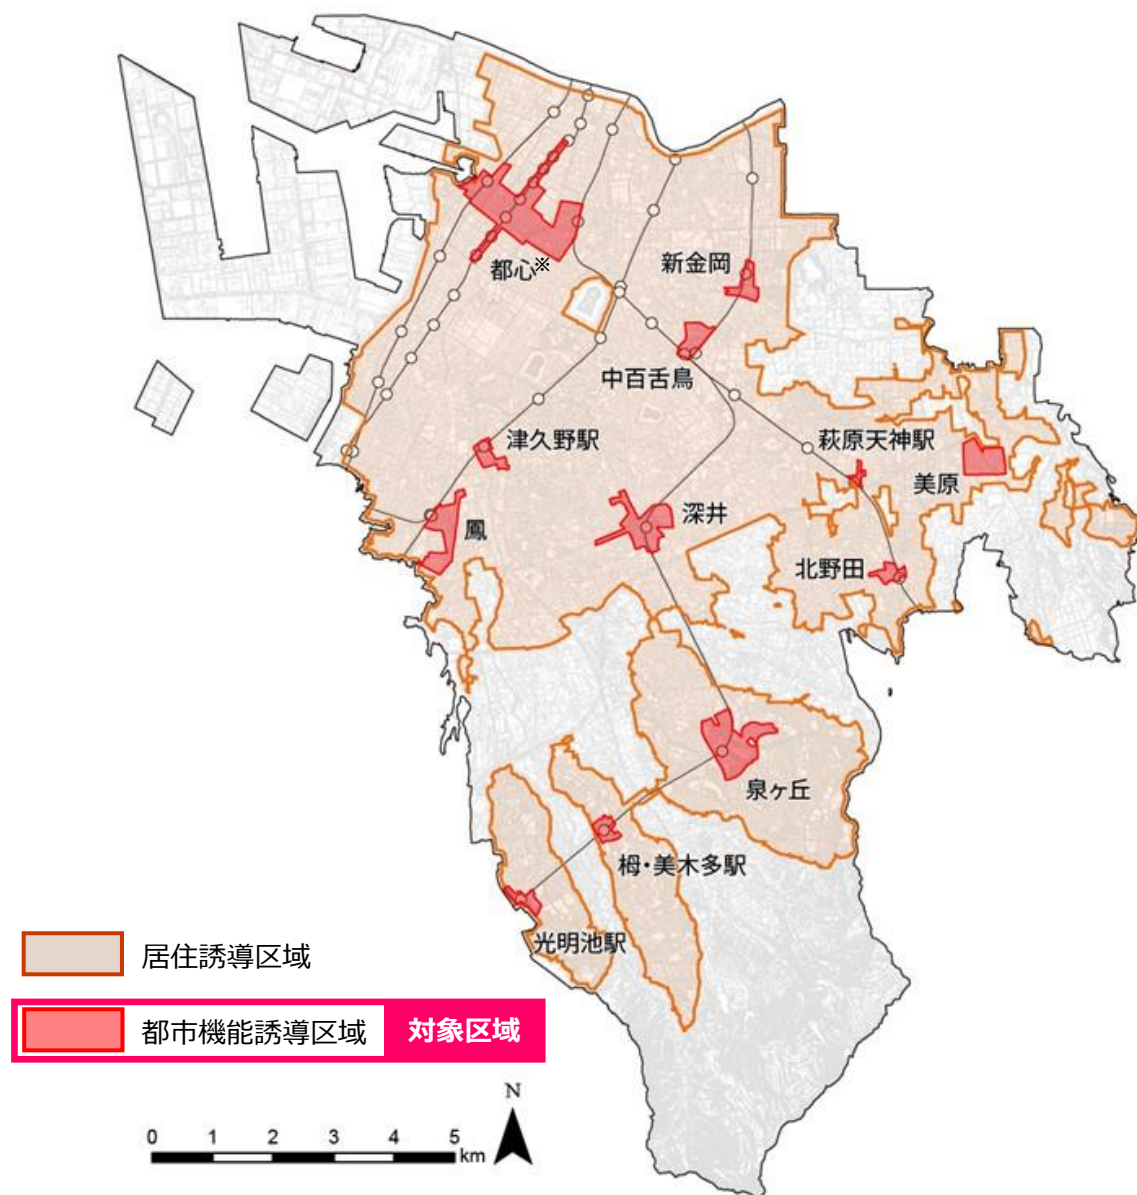 都心※
新金岡
中百舌鳥
津久野駅
萩原天神駅
美原
鳳
深井
北野田
泉ヶ丘
栂・美木多駅
光明池駅
居住誘導区域
都市機能誘導区域 対象区域
N
0 1 2 3 4 5
km